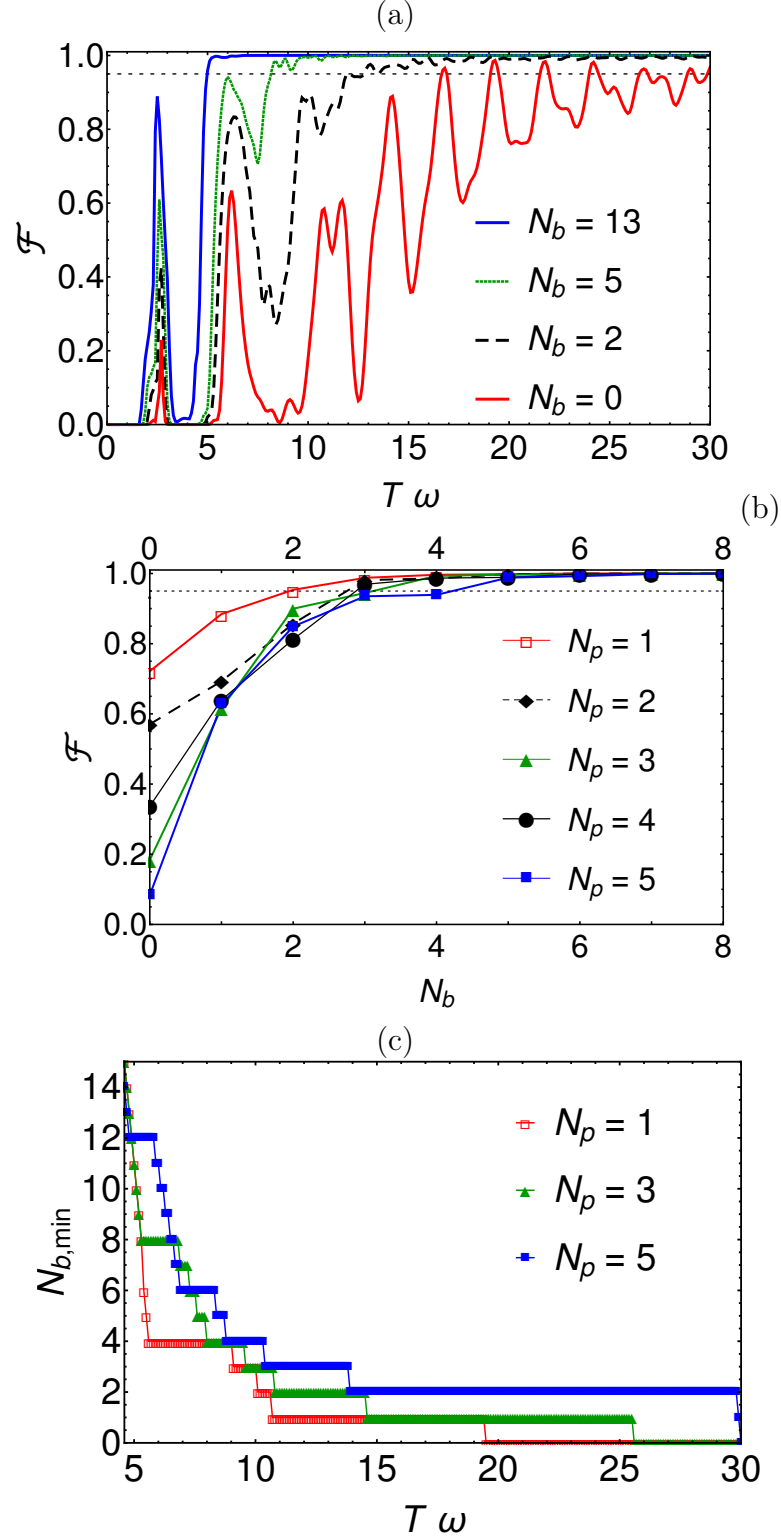 (a)
1.0
0.8
0.6
0.4
0.2
0.0
ℱ
N_b = 13
N_b = 5
N_b = 2
N_b = 0
0 5 10 15 20 25 30
T ω
(b)
0 2 4 6 8
1.0
0.8
0.6
0.4
0.2
0.0
ℱ
N_p = 1
N_p = 2
N_p = 3
N_p = 4
N_p = 5
0 2 4 6 8
N_b
(c)
14
12
10
8
6
4
2
0
N_b,min
N_p = 1
N_p = 3
N_p = 5
5 10 15 20 25 30
T ω